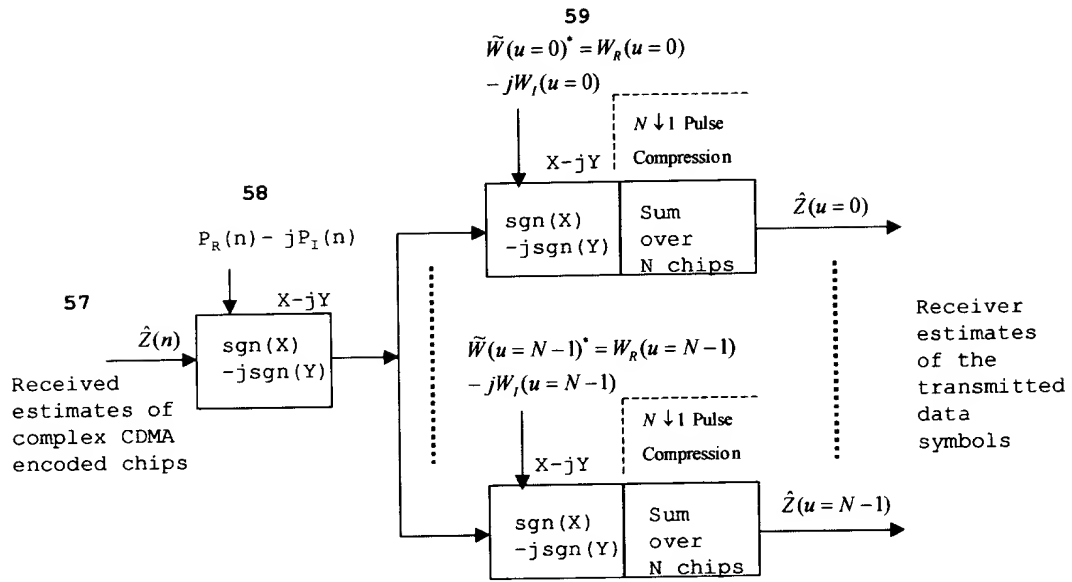 59
W̃(u=0)* = W_R(u=0)
- jW_I(u=0)
N ↓ 1 Pulse
Compression
X-jY
58
P_R(n) - jP_I(n)
sgn(X)
-jsgn(Y)
Sum
over
N chips
Ẑ(u=0)
57
X-jY
Ẑ(n)
sgn(X)
-jsgn(Y)
Received
estimates of
complex CDMA
encoded chips
W̃(u=N-1)* = W_R(u=N-1)
- jW_I(u=N-1)
N ↓ 1 Pulse
Compression
X-jY
sgn(X)
-jsgn(Y)
Sum
over
N chips
Ẑ(u=N-1)
Receiver
estimates
of the
transmitted
data
symbols